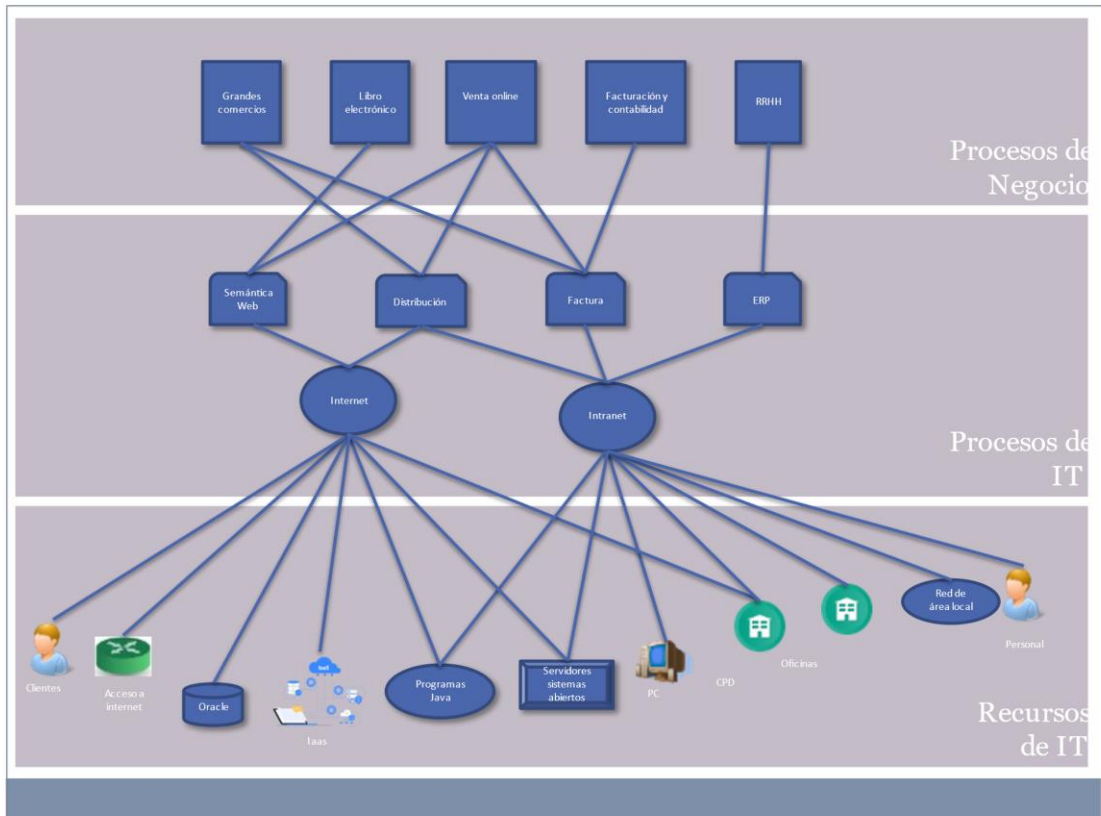 Grandes
comercios
Libro
electrónico
Venta online
Facturación y
contabilidad
RRHH
Procesos de
Negocio
Semántica
Web
Distribución
Factura
ERP
Internet
Intranet
Procesos de
IT
Clientes
Acceso a
internet
Oracle
IaaS
Iaas
Programas
Java
Servidores
sistemas
abiertos
PC
CPD
Oficinas
Red de
área local
Personal
Recursos
de IT